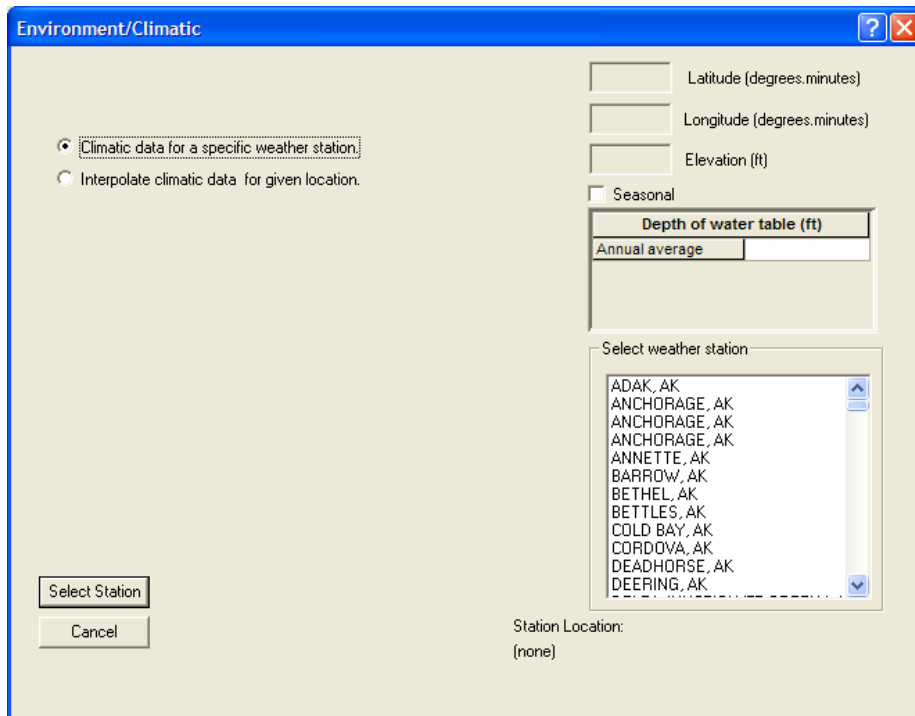 Environment/Climatic
Latitude (degrees.minutes)
Longitude (degrees.minutes)
Climatic data for a specific weather station.
Elevation (ft)
Interpolate climatic data for given location.
Seasonal
Depth of water table (ft)
Annual average
Select weather station
ADAK, AK
ANCHORAGE, AK
ANCHORAGE, AK
ANCHORAGE, AK
ANNETTE, AK
BARROW, AK
BETHEL, AK
BETTLES, AK
COLD BAY, AK
CORDOVA, AK
DEADHORSE, AK
DEERING, AK
Select Station
Cancel
Station Location:
(none)